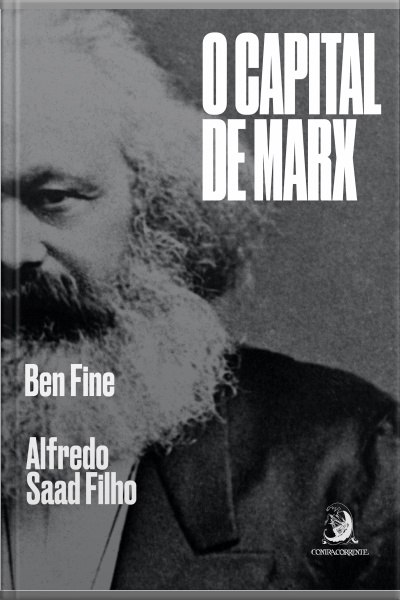 O CAPITAL
DE MARX
Ben Fine
Alfredo
Saad Filho
CONTRACORRENTE